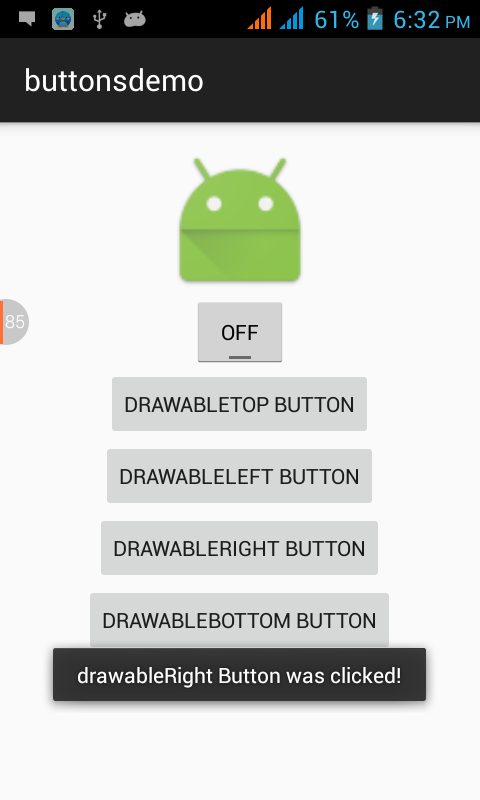 61% 6:32 PM
buttonsdemo
85
OFF
DRAWABLETOP BUTTON
DRAWABLELEFT BUTTON
DRAWABLERIGHT BUTTON
DRAWABLEBOTTOM BUTTON
drawableRight Button was clicked!